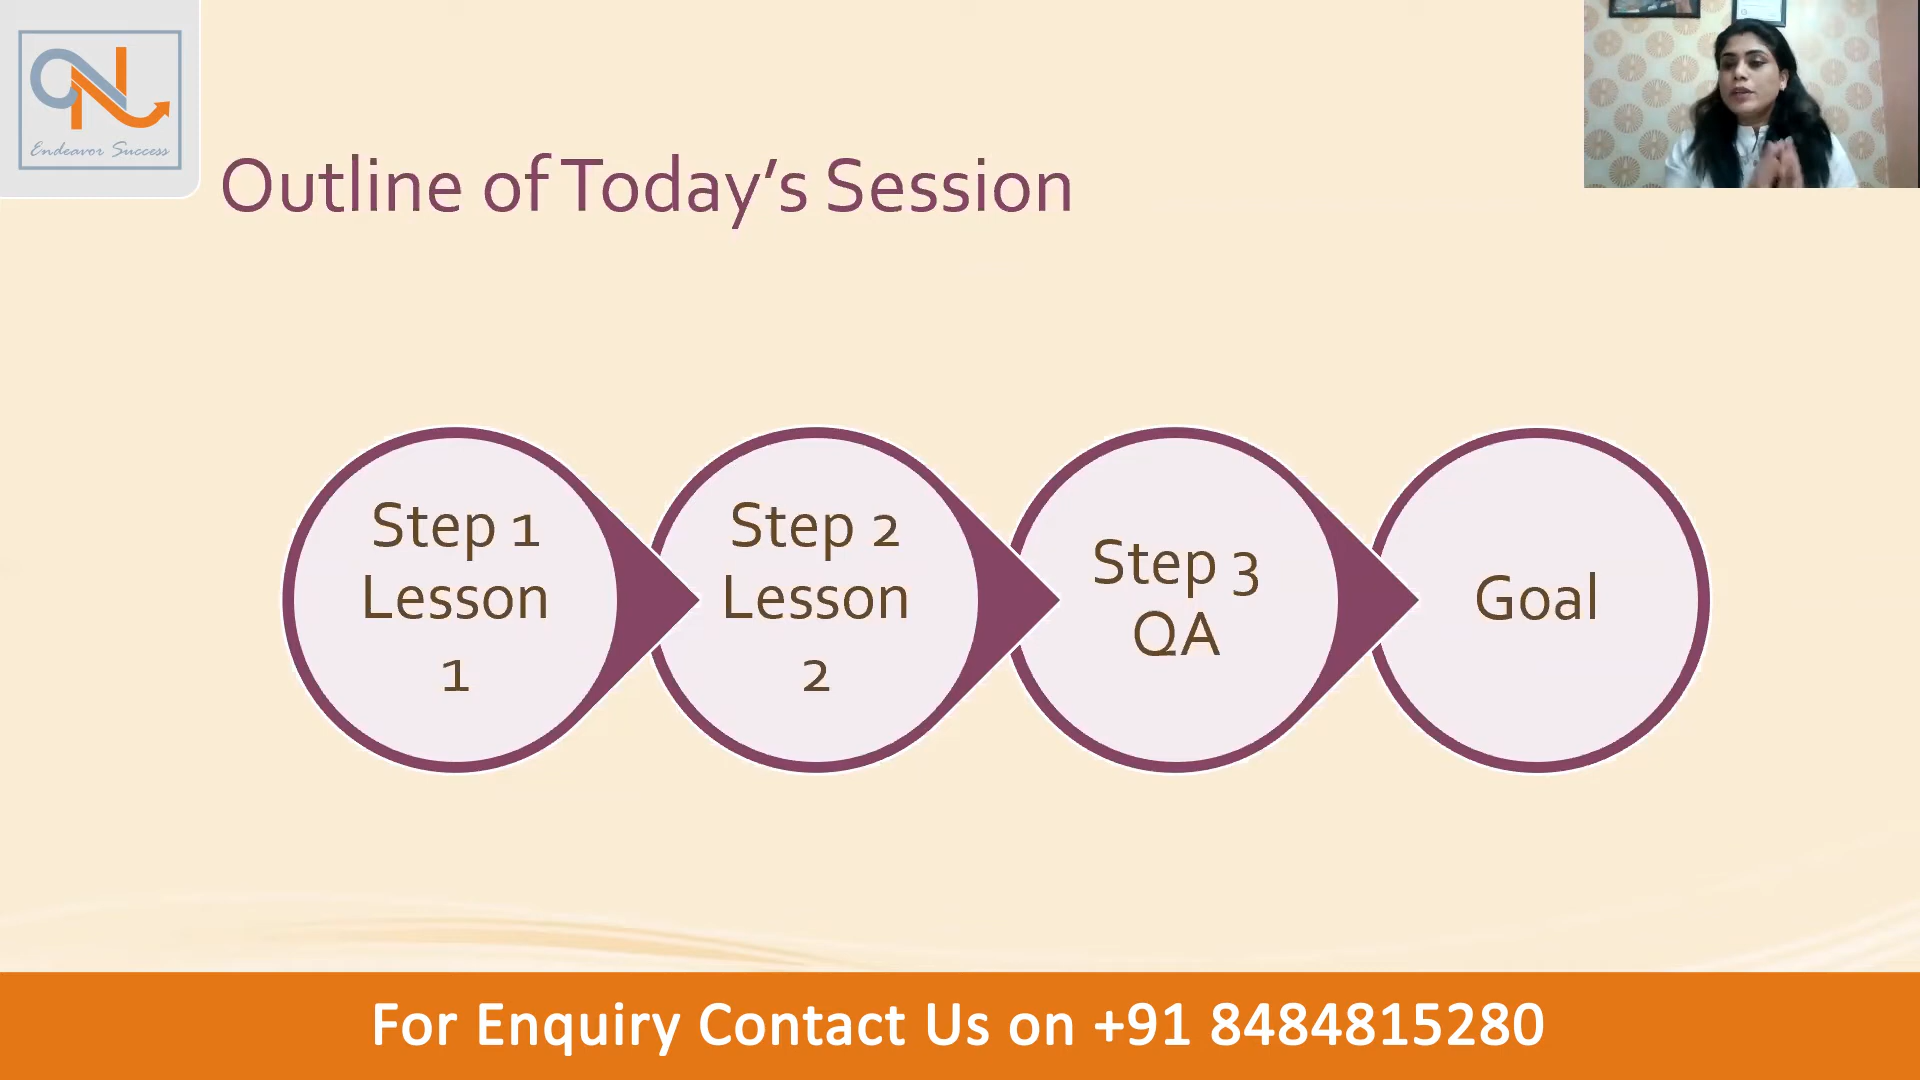 Endeavor Success
Outline of Today's Session
Step 1
Lesson
1
Step 2
Lesson
2
Step 3
QA
Goal
For Enquiry Contact Us on +91 8484815280